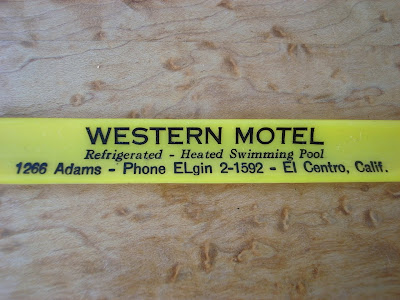 WESTERN MOTEL
Refrigerated - Heated Swimming Pool
1266 Adams - Phone ELgin 2-1592 - El Centro, Calif.